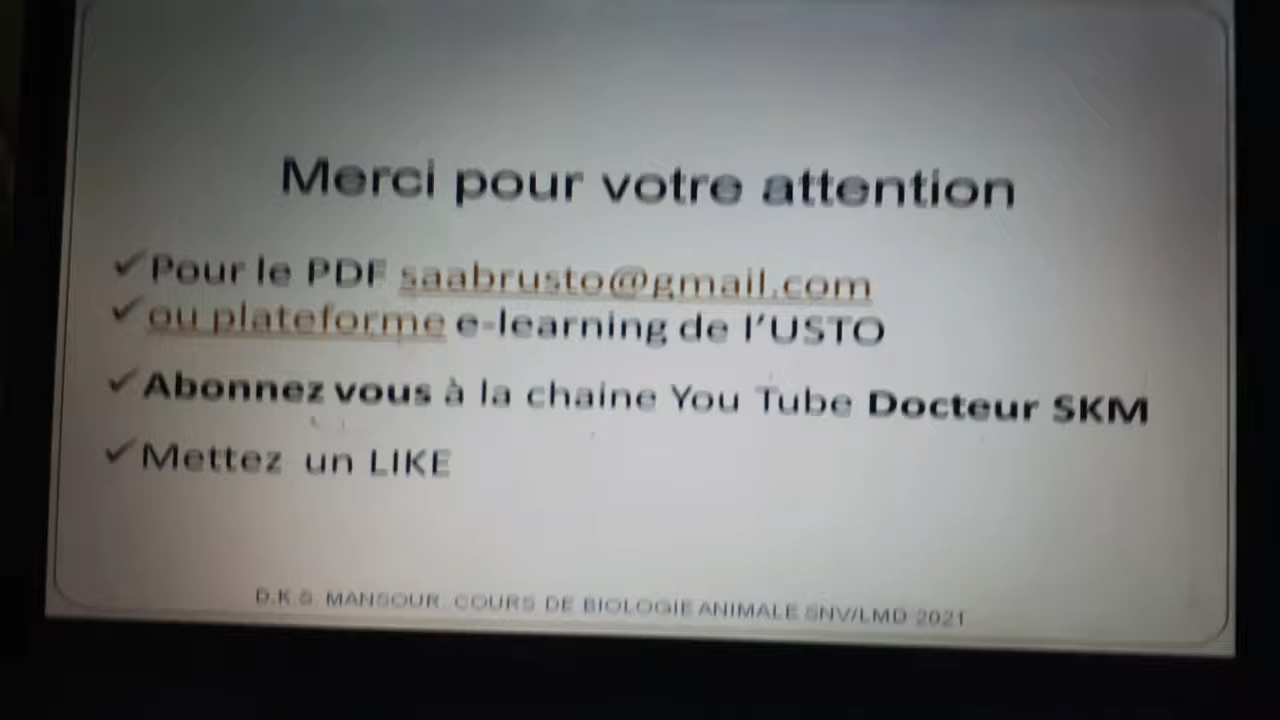 Merci pour votre attention
✓Pour le PDF saabrusto@gmail.com
✓ou plateforme e-learning de l'USTO
✓Abonnez vous à la chaine You Tube Docteur SKM
✓Mettez un LIKE
D.K.S. MANSOUR. COURS DE BIOLOGIE ANIMALE SNV/LMD 2021